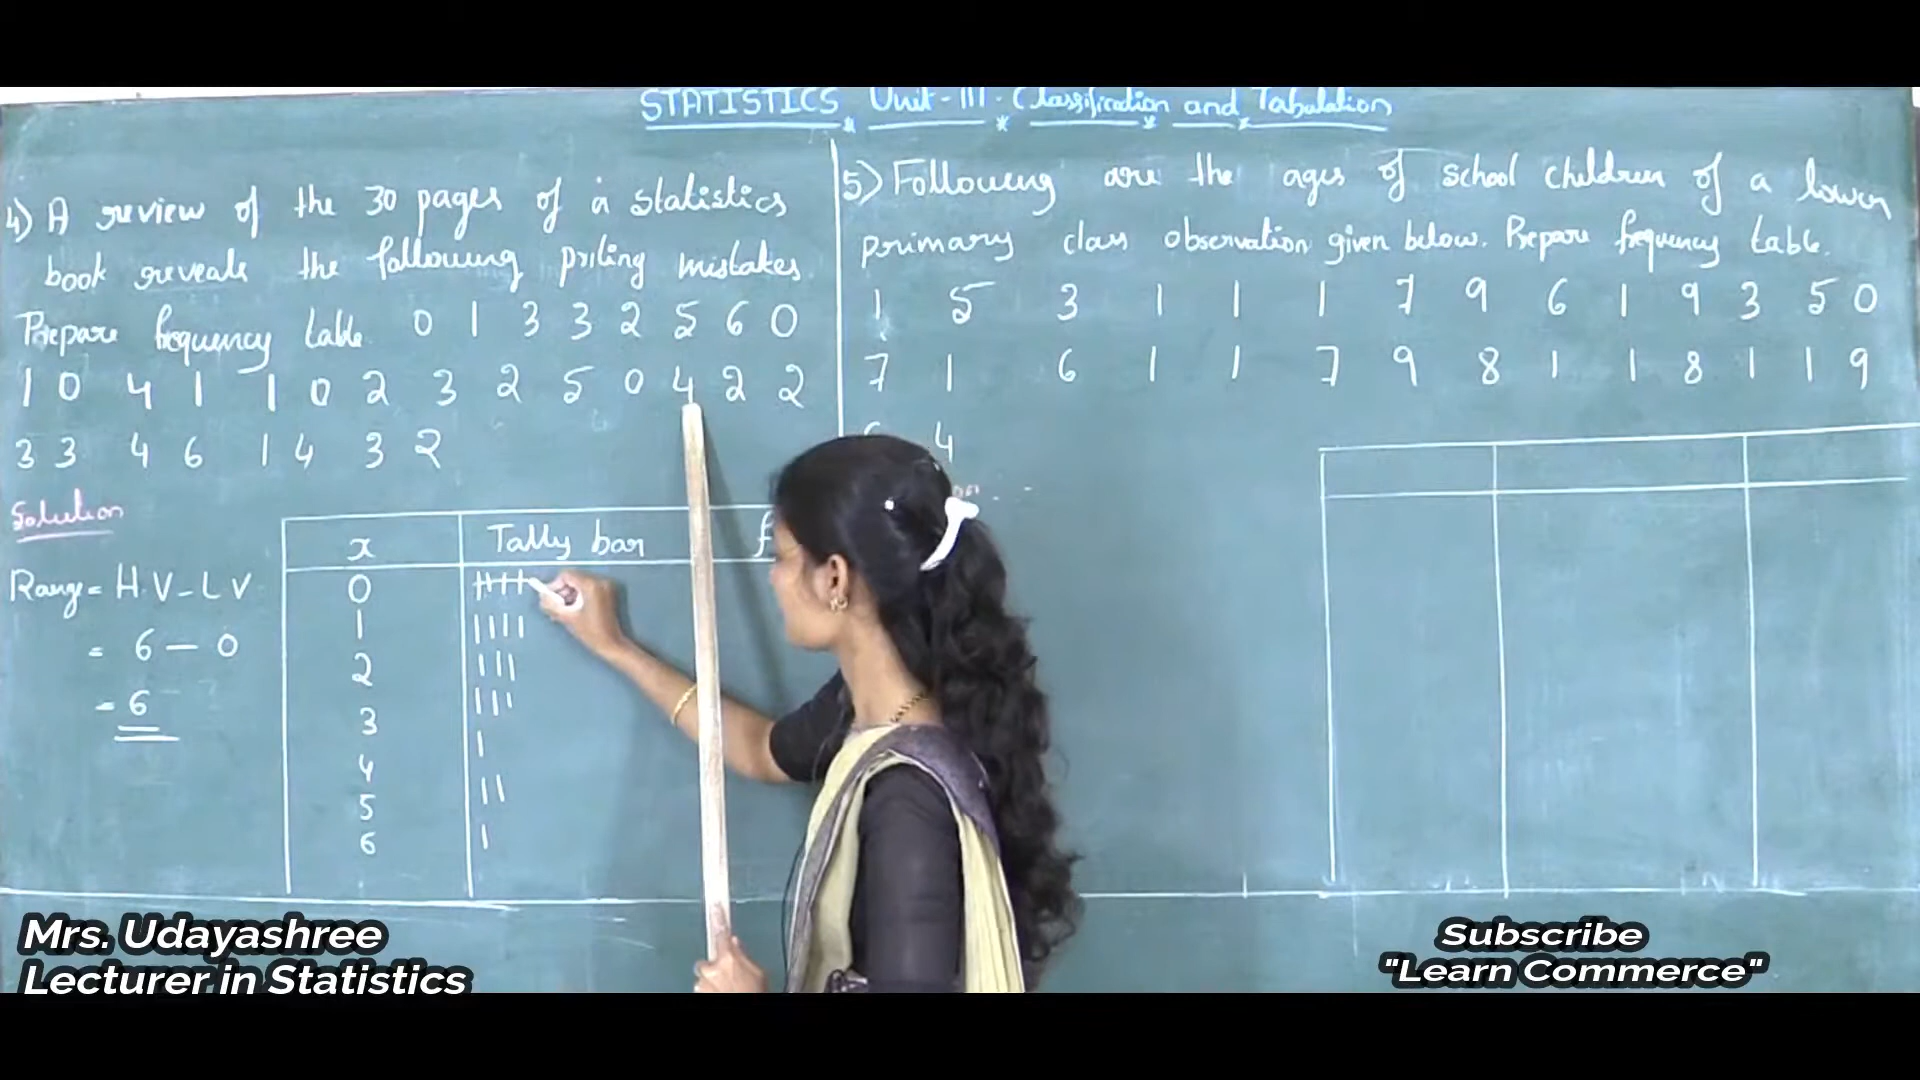 STATISTICS Unit-III - Classification and Tabulation
4) A review of the 30 pages of a statistics
book reveals the following priting mistakes.
Prepare frequency table. 0 1 3 3 2 5 6 0
1 0 4 1 1 0 2 3 2 5 0 4 2 2
3 3 4 6 1 4 3 2
Solution
Range = H.V - L V
= 6 - 0
= 6
x Tally bar f
0
1
2
3
4
5
6
5) Following are the ages of school children of a lower
primary class observation given below. Prepare frequency table.
1 5 3 1 1 1 7 9 6 1 9 3 5 0
7 1 6 1 1 7 9 8 1 1 8 1 1 9
4
Mrs. Udayashree
Lecturer in Statistics
Subscribe
"Learn Commerce"